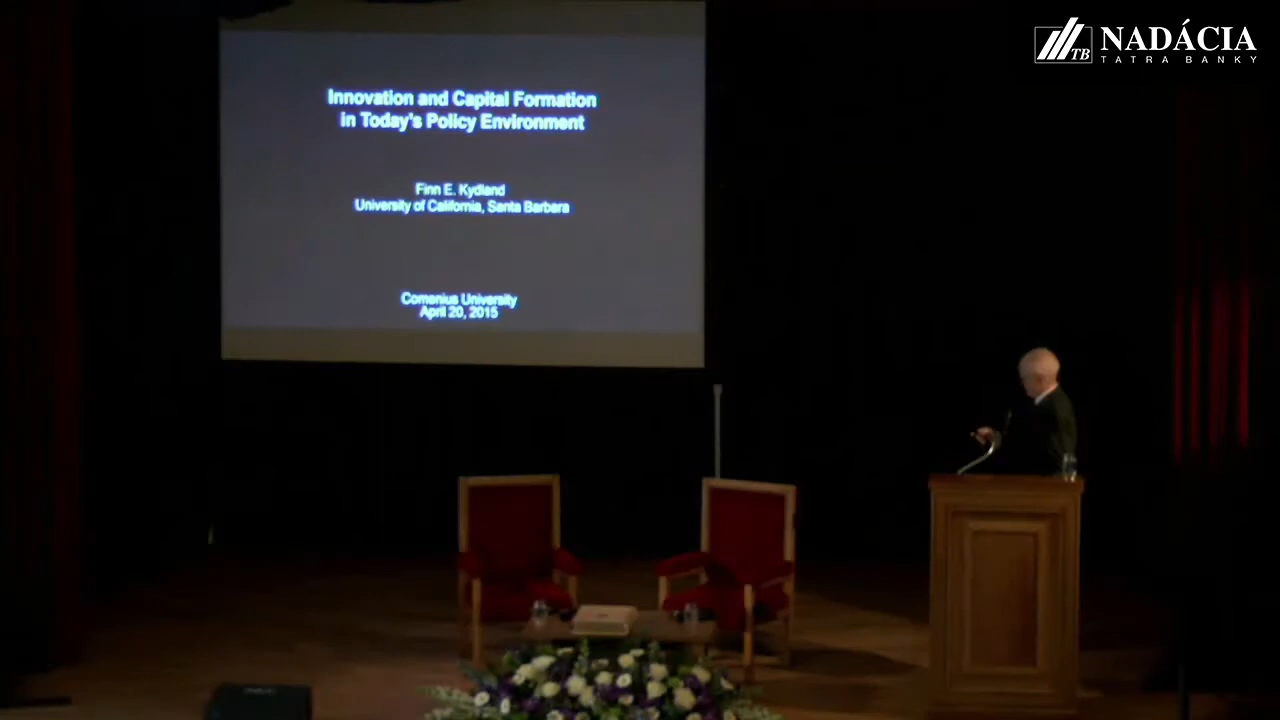 TB NADÁCIA
TATRA BANKY
Innovation and Capital Formation
in Today's Policy Environment
Finn E. Kydland
University of California, Santa Barbara
Comenius University
April 20, 2015